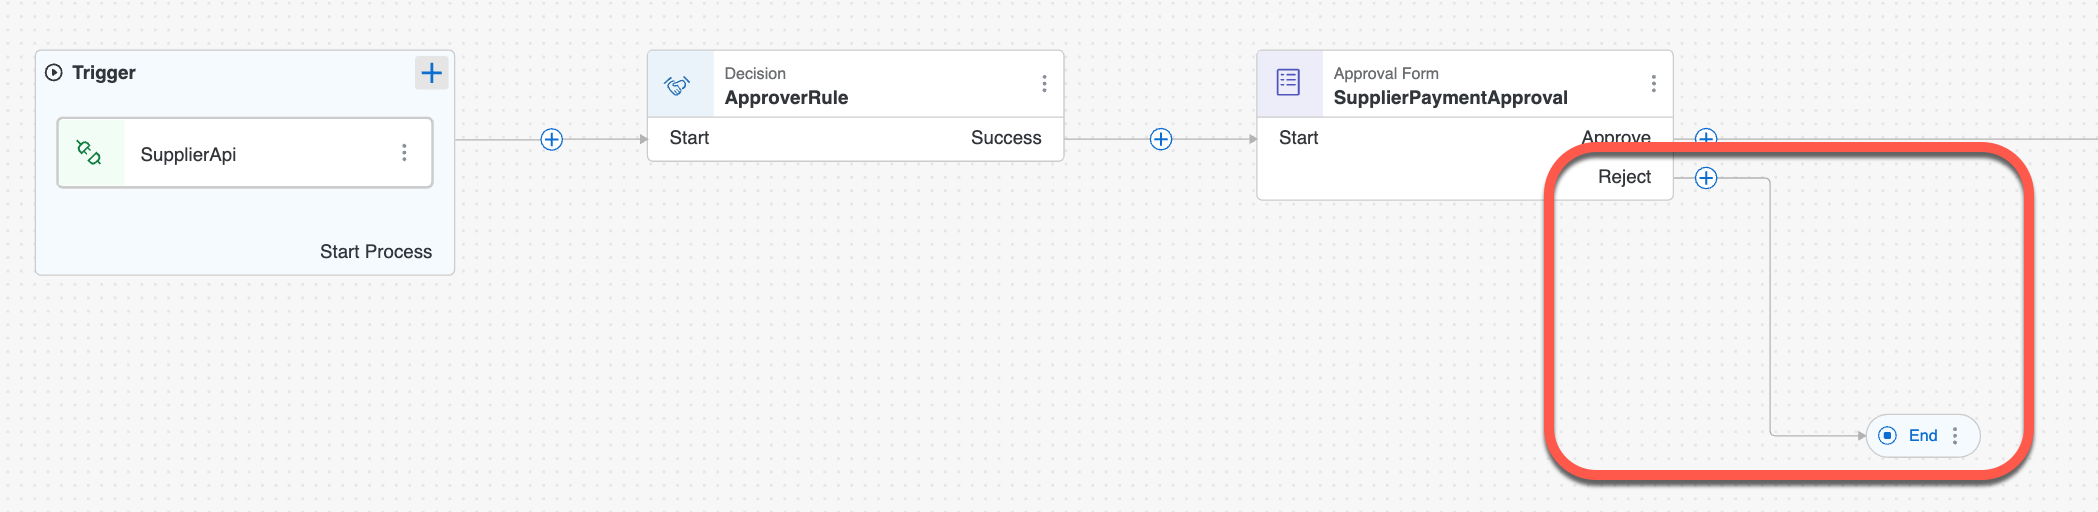 Trigger
SupplierApi
Start Process
Decision
ApproverRule
Start
Success
Approval Form
SupplierPaymentApproval
Start
Approve
Reject
End